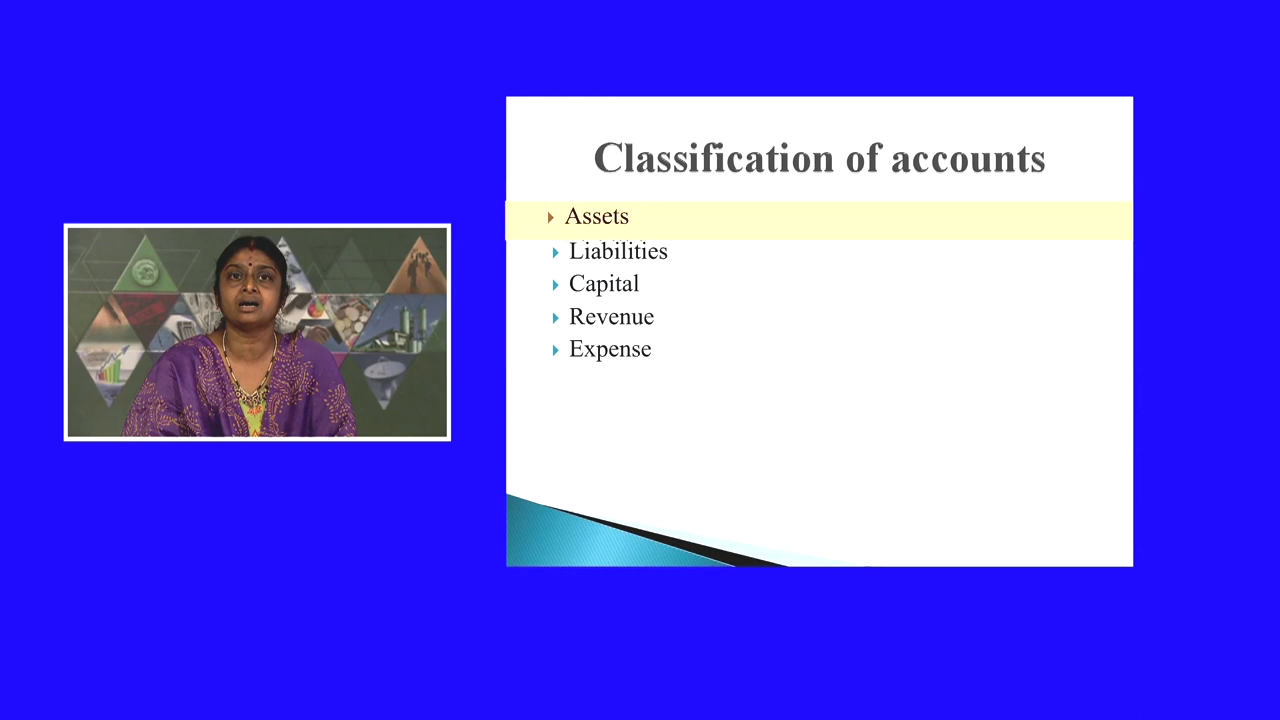 Classification of accounts
Assets
Liabilities
Capital
Revenue
Expense